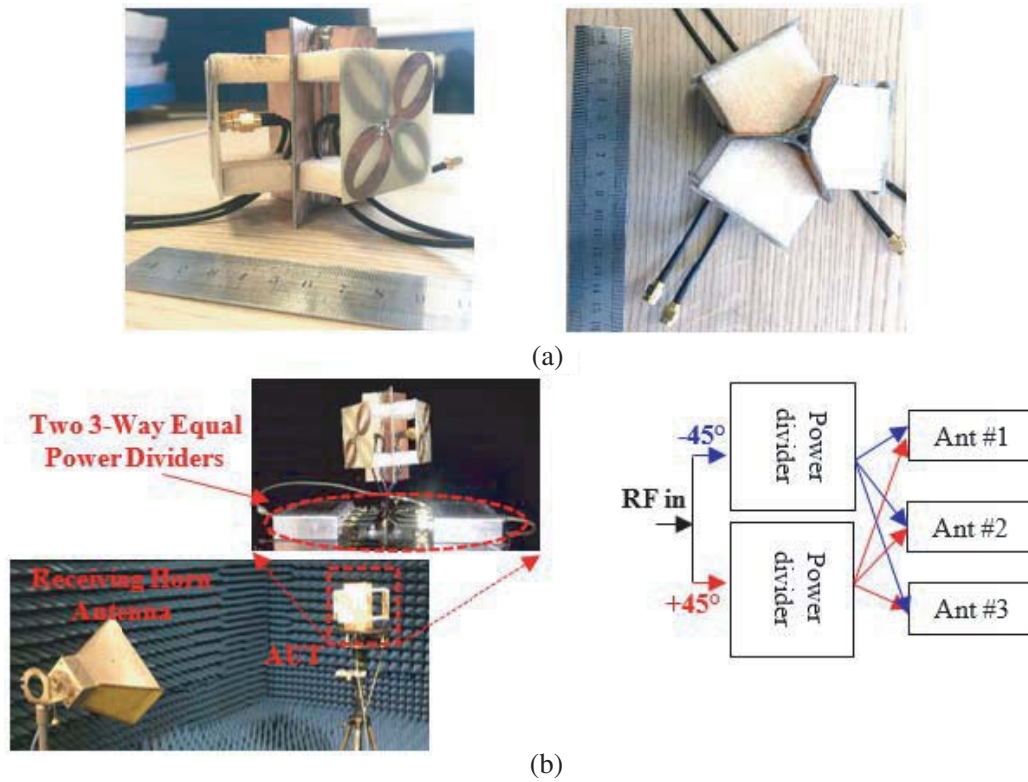 (a)
Two 3-Way Equal
Power Dividers
Receiving Horn
Antenna
AUT
-45°
RF in
+45°
Power
divider
Power
divider
Ant #1
Ant #2
Ant #3
(b)